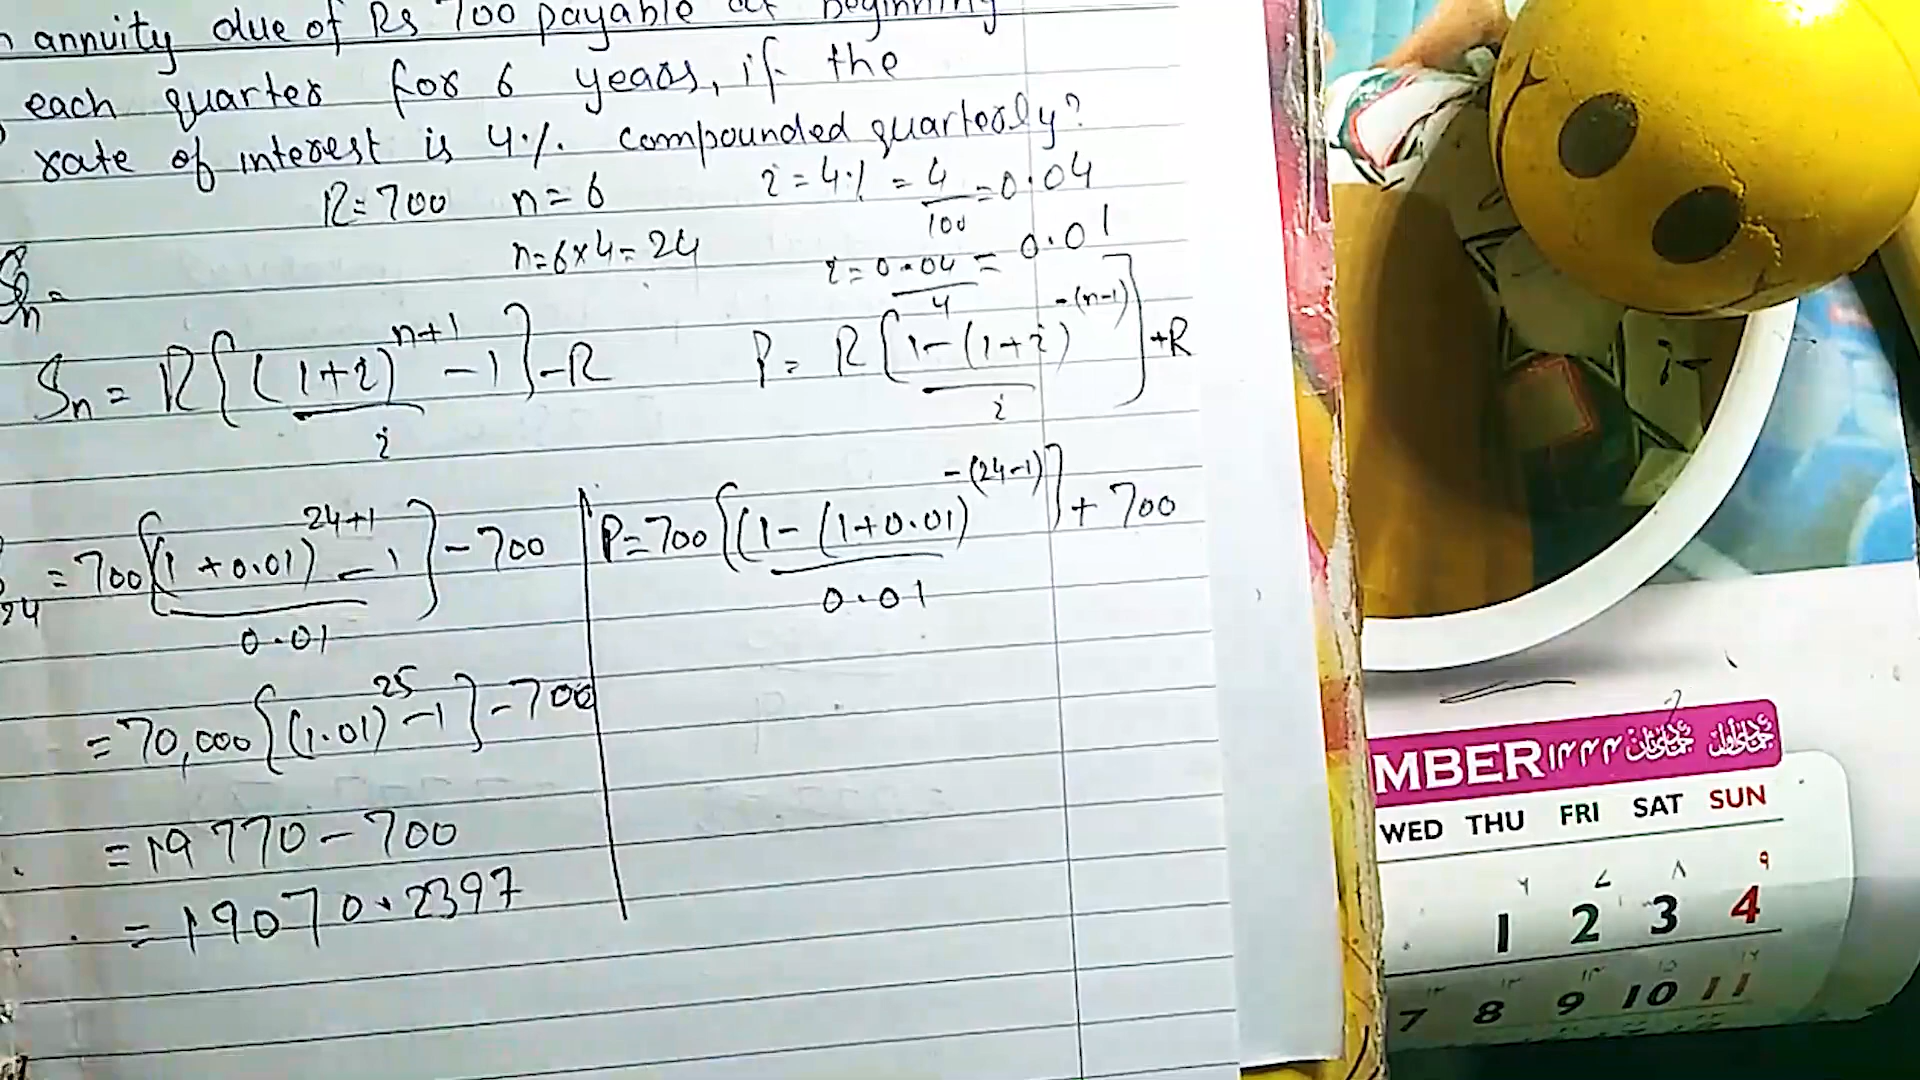 annuity due of Rs 700 payable at beginning
each quarter for 6 years, if the
rate of interest is 4%. compounded quarterly?
R=700 n=6 i=4% = 4/100 =0.04
n=6×4=24 i=0.04/4 = 0.01
Sn = R[(1+i)^n+1 -1/i]-R P= R[1-(1+i)^-(n-1)/i]+R
24 =700[(1+0.01)^24+1 -1/0.01]-700 P=700[(1-(1+0.01)^-(24-1)/0.01]+700
=70,000[(1.01)^25-1]-700
=19770-700
=19070.2397
MBER ١٤٤٤
WED THU FRI SAT SUN
1 2 3 4
7 8 9 10 11